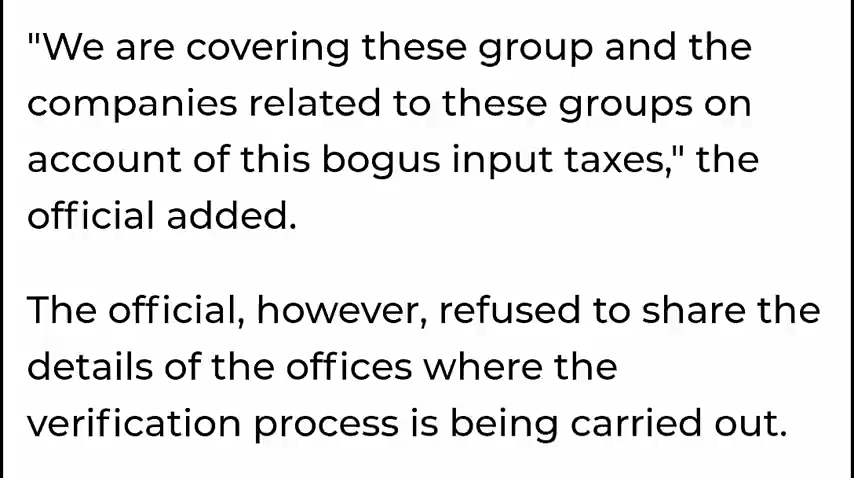 "We are covering these group and the
companies related to these groups on
account of this bogus input taxes," the
official added.
The official, however, refused to share the
details of the offices where the
verification process is being carried out.